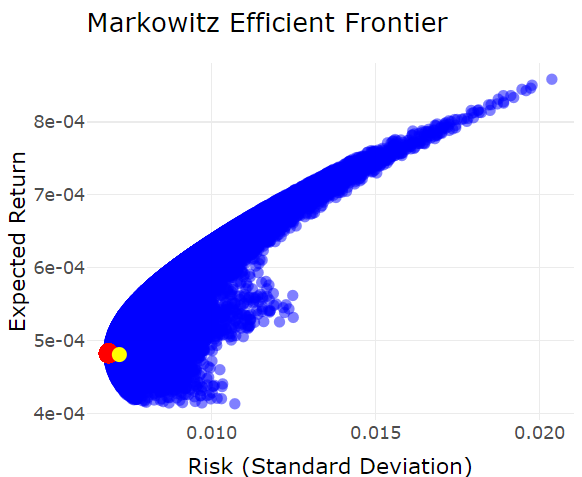 Markowitz Efficient Frontier
Expected Return
8e-04
7e-04
6e-04
5e-04
4e-04
0.010 0.015 0.020
Risk (Standard Deviation)